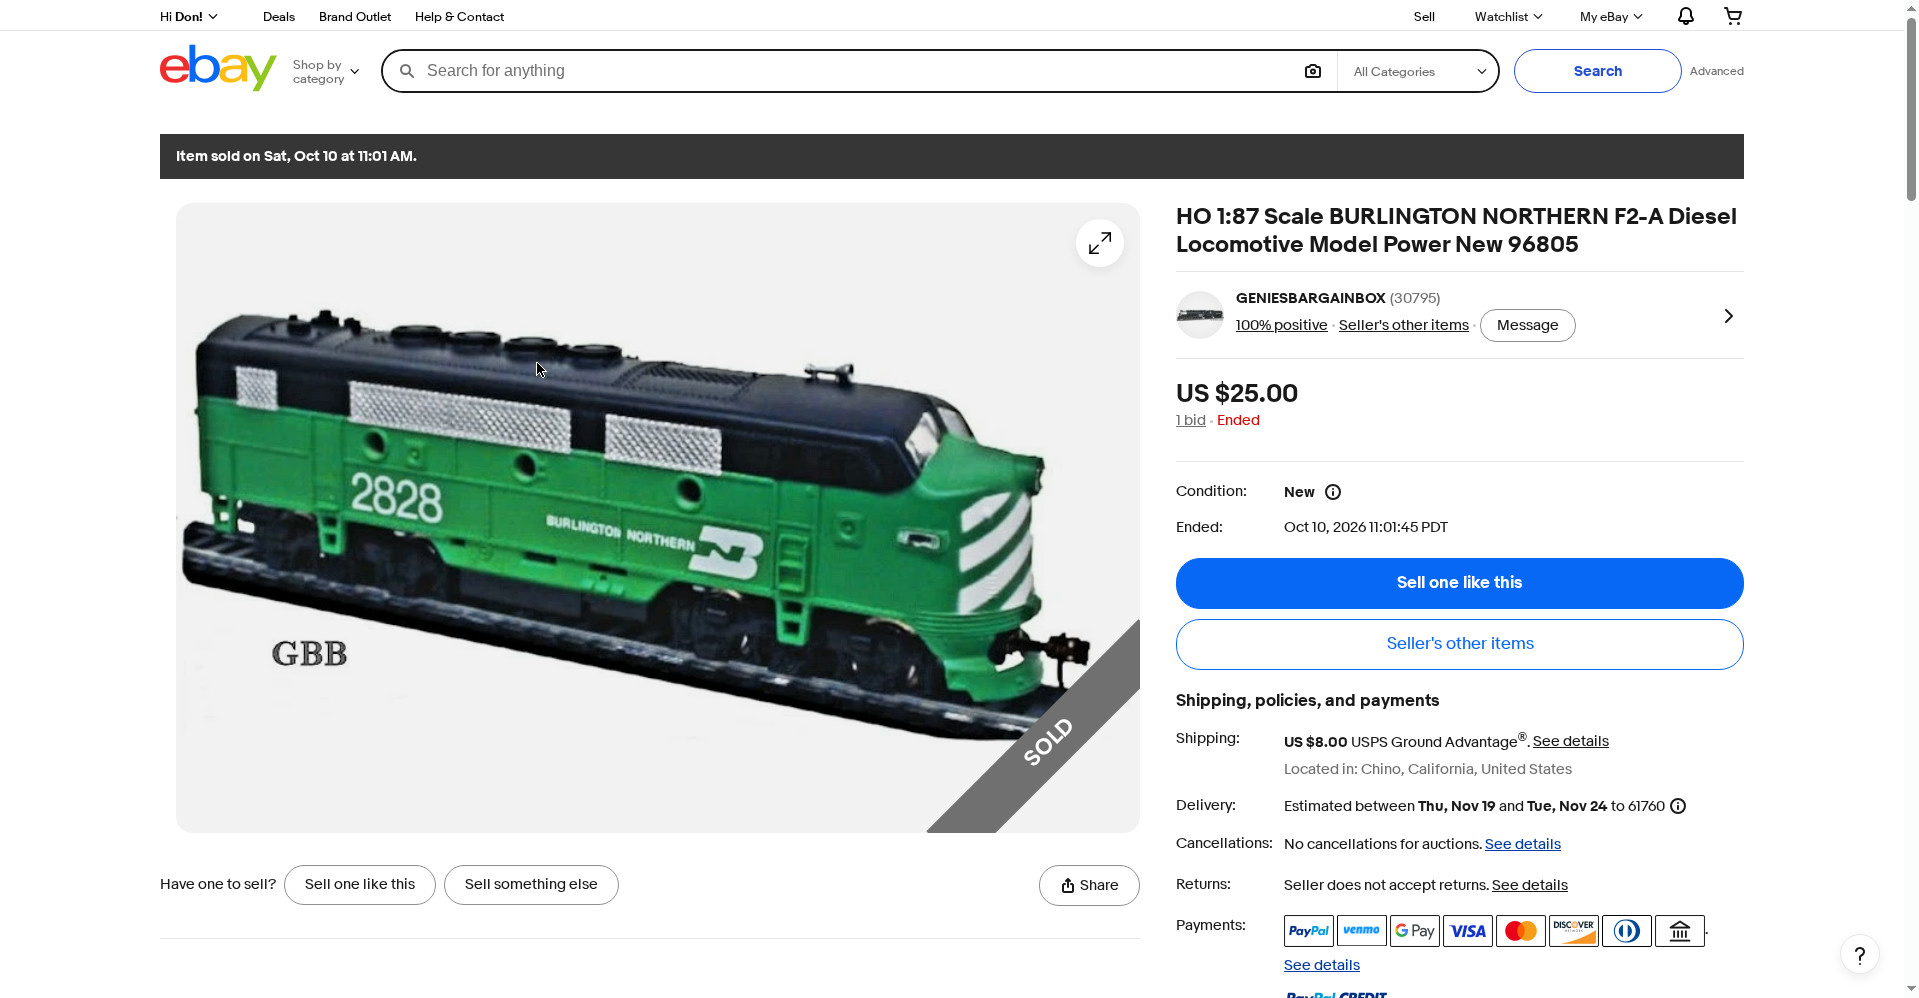 Hi Don!
Deals
Brand Outlet
Help & Contact
Sell
Watchlist
My eBay
ebay
Shop by
category
Search for anything
All Categories
Search
Advanced
Item sold on Sat, Oct 10 at 11:01 AM.
2828
BURLINGTON NORTHERN
GBB
SOLD
Have one to sell?
Sell one like this
Sell something else
Share
HO 1:87 Scale BURLINGTON NORTHERN F2-A Diesel
Locomotive Model Power New 96805
GENIESBARGAINBOX (30795)
100% positive · Seller's other items · Message
US $25.00
1 bid · Ended
Condition: New
Ended: Oct 10, 2026 11:01:45 PDT
Sell one like this
Seller's other items
Shipping, policies, and payments
Shipping: US $8.00 USPS Ground Advantage®. See details
Located in: Chino, California, United States
Delivery: Estimated between Thu, Nov 19 and Tue, Nov 24 to 61760
Cancellations: No cancellations for auctions. See details
Returns: Seller does not accept returns. See details
Payments: PayPal venmo G Pay VISA DISCOVER .
See details
PayPal CREDIT
?